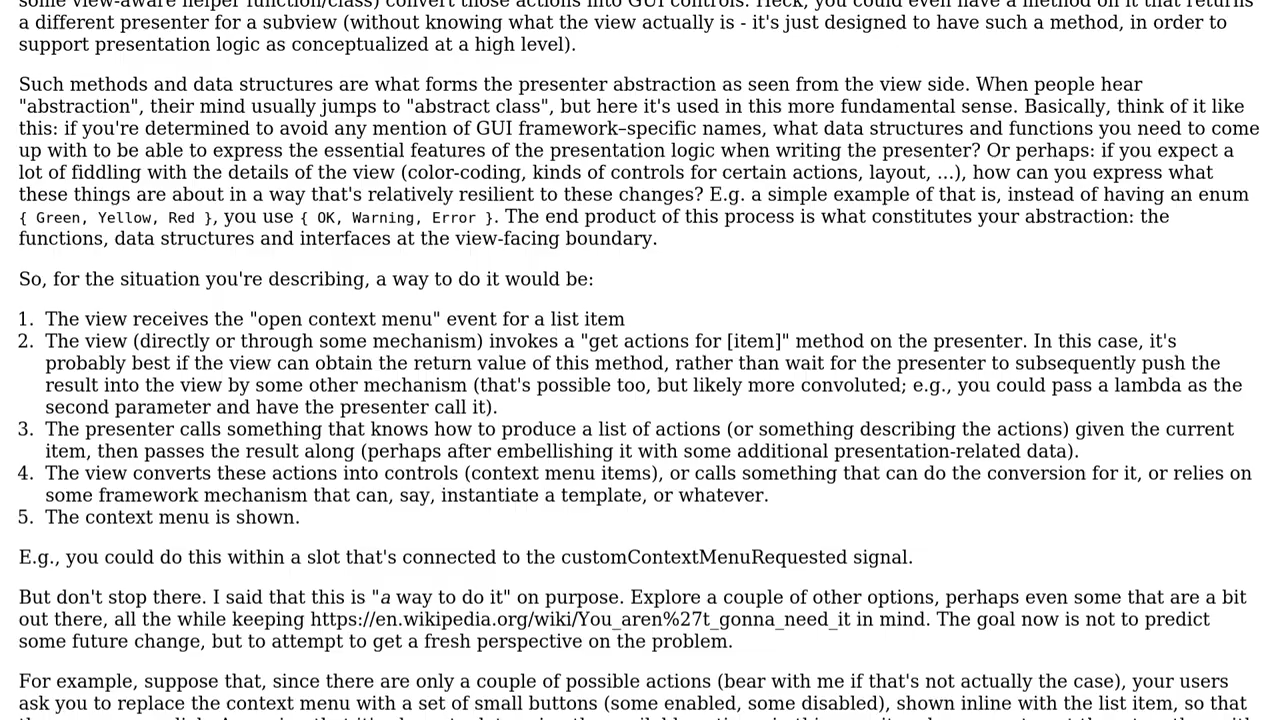 some view-aware helper function/class) convert those actions into GUI controls. Heck, you could even have a method on it that returns
a different presenter for a subview (without knowing what the view actually is - it's just designed to have such a method, in order to
support presentation logic as conceptualized at a high level).
Such methods and data structures are what forms the presenter abstraction as seen from the view side. When people hear
"abstraction", their mind usually jumps to "abstract class", but here it's used in this more fundamental sense. Basically, think of it like
this: if you're determined to avoid any mention of GUI framework–specific names, what data structures and functions you need to come
up with to be able to express the essential features of the presentation logic when writing the presenter? Or perhaps: if you expect a
lot of fiddling with the details of the view (color-coding, kinds of controls for certain actions, layout, ...), how can you express what
these things are about in a way that's relatively resilient to these changes? E.g. a simple example of that is, instead of having an enum
{ Green, Yellow, Red }, you use { OK, Warning, Error }. The end product of this process is what constitutes your abstraction: the
functions, data structures and interfaces at the view-facing boundary.
So, for the situation you're describing, a way to do it would be:
1. The view receives the "open context menu" event for a list item
2. The view (directly or through some mechanism) invokes a "get actions for [item]" method on the presenter. In this case, it's
probably best if the view can obtain the return value of this method, rather than wait for the presenter to subsequently push the
result into the view by some other mechanism (that's possible too, but likely more convoluted; e.g., you could pass a lambda as the
second parameter and have the presenter call it).
3. The presenter calls something that knows how to produce a list of actions (or something describing the actions) given the current
item, then passes the result along (perhaps after embellishing it with some additional presentation-related data).
4. The view converts these actions into controls (context menu items), or calls something that can do the conversion for it, or relies on
some framework mechanism that can, say, instantiate a template, or whatever.
5. The context menu is shown.
E.g., you could do this within a slot that's connected to the customContextMenuRequested signal.
But don't stop there. I said that this is "a way to do it" on purpose. Explore a couple of other options, perhaps even some that are a bit
out there, all the while keeping https://en.wikipedia.org/wiki/You_aren%27t_gonna_need_it in mind. The goal now is not to predict
some future change, but to attempt to get a fresh perspective on the problem.
For example, suppose that, since there are only a couple of possible actions (bear with me if that's not actually the case), your users
ask you to replace the context menu with a set of small buttons (some enabled, some disabled), shown inline with the list item, so that